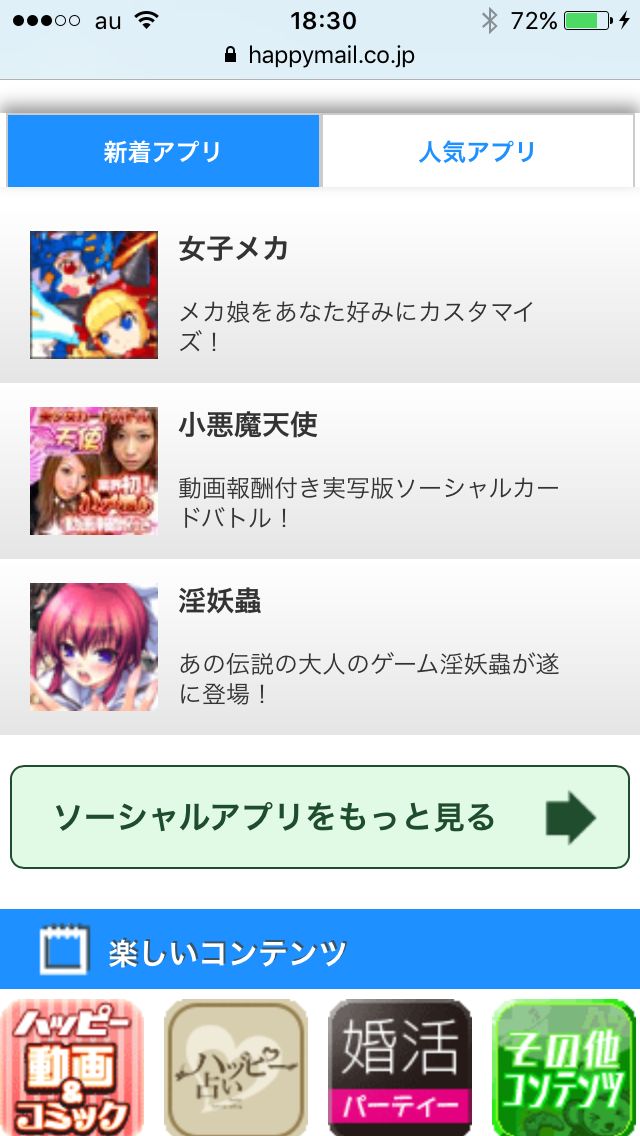 au
18:30
72%
happymail.co.jp
新着アプリ
人気アプリ
女子メカ
メカ娘をあなた好みにカスタマイ
ズ！
天使
小悪魔天使
動画報酬付き実写版ソーシャルカー
ドバトル！
淫妖蟲
あの伝説の大人のゲーム淫妖蟲が遂
に登場！
ソーシャルアプリをもっと見る
楽しいコンテンツ
ハッピー
動画
&
コミック
ハッピー
占い
婚活
パーティー
その他
コンテンツ